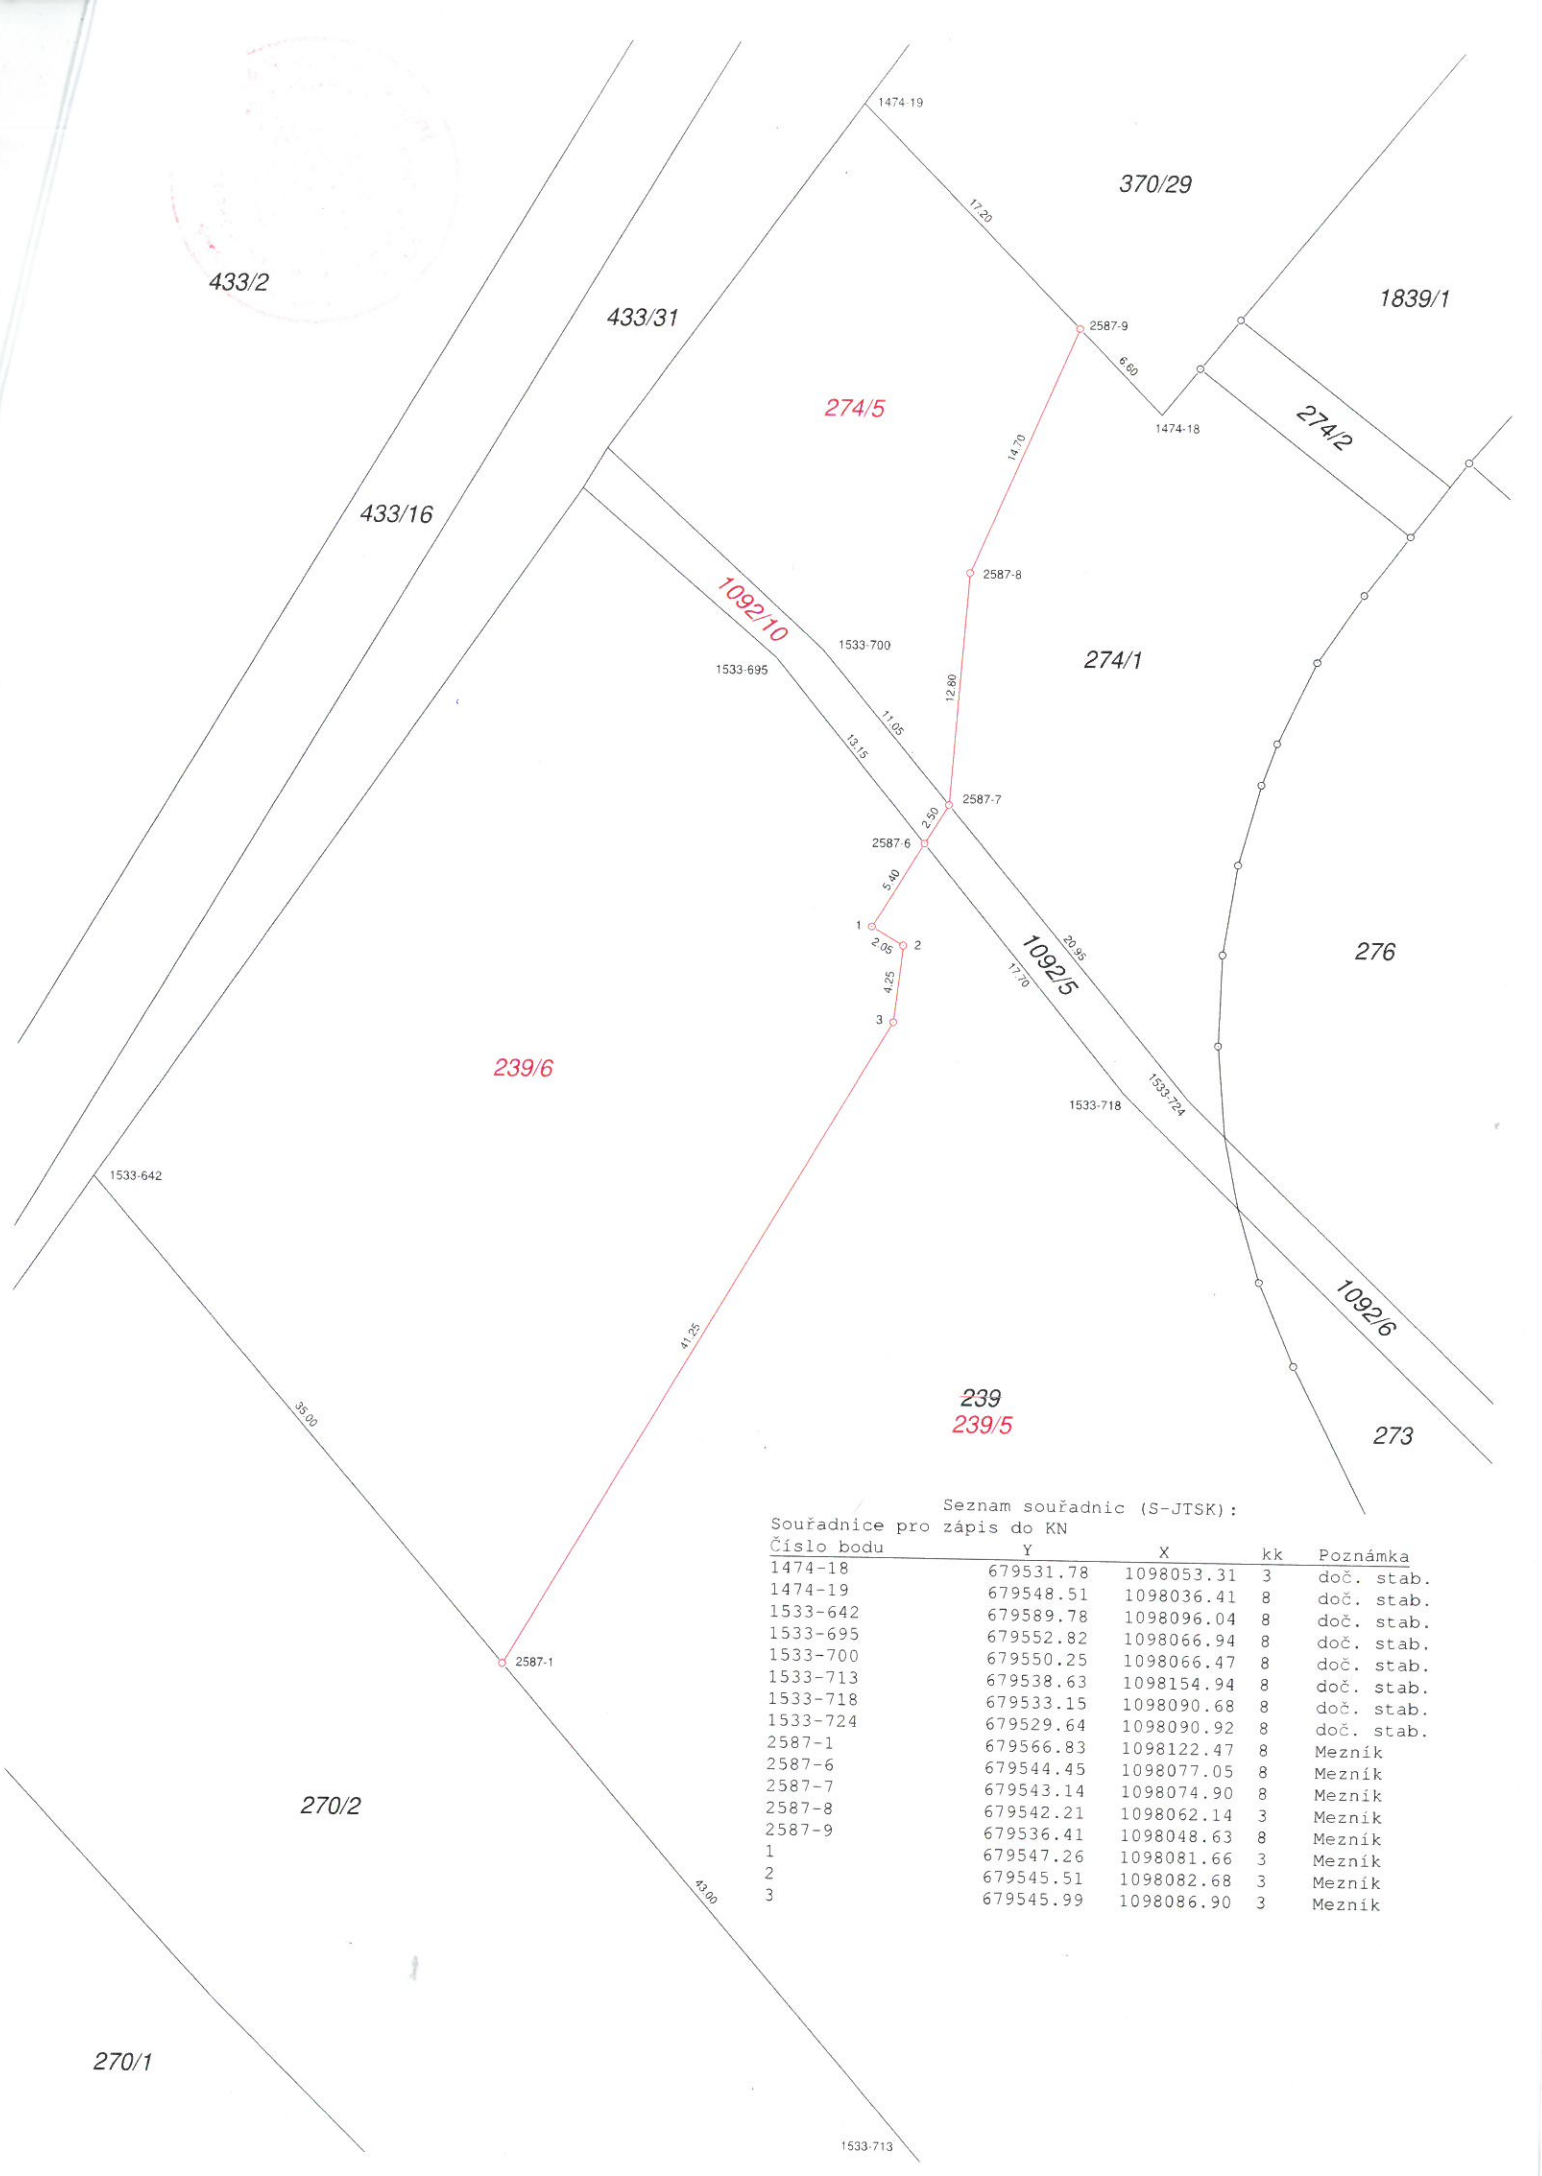 1474-19
370/29
17.20
433/2
1839/1
433/31
2587-9
6.60
274/5
274/2
1474-18
14.70
433/16
2587-8
1092/10
1533-700
274/1
1533-695
12.80
11.05
13.15
2587-7
2.50
2587-6
5.40
1
2
2.05
20.95
1092/5
276
17.70
4.25
3
239/6
1533-724
1533-718
1533-642
1092/6
41.25
239
35.00
239/5
273
Seznam souřadnic (S-JTSK):
Souřadnice pro zápis do KN
Číslo bodu Y X kk Poznámka
1474-18 679531.78 1098053.31 3 doč. stab.
1474-19 679548.51 1098036.41 8 doč. stab.
1533-642 679589.78 1098096.04 8 doč. stab.
1533-695 679552.82 1098066.94 8 doč. stab.
1533-700 679550.25 1098066.47 8 doč. stab.
1533-713 679538.63 1098154.94 8 doč. stab.
1533-718 679533.15 1098090.68 8 doč. stab.
1533-724 679529.64 1098090.92 8 doč. stab.
2587-1 679566.83 1098122.47 8 Mezník
2587-6 679544.45 1098077.05 8 Mezník
2587-7 679543.14 1098074.90 8 Mezník
2587-8 679542.21 1098062.14 3 Mezník
2587-9 679536.41 1098048.63 8 Mezník
1 679547.26 1098081.66 3 Mezník
2 679545.51 1098082.68 3 Mezník
3 679545.99 1098086.90 3 Mezník
2587-1
270/2
43.00
270/1
1533-713